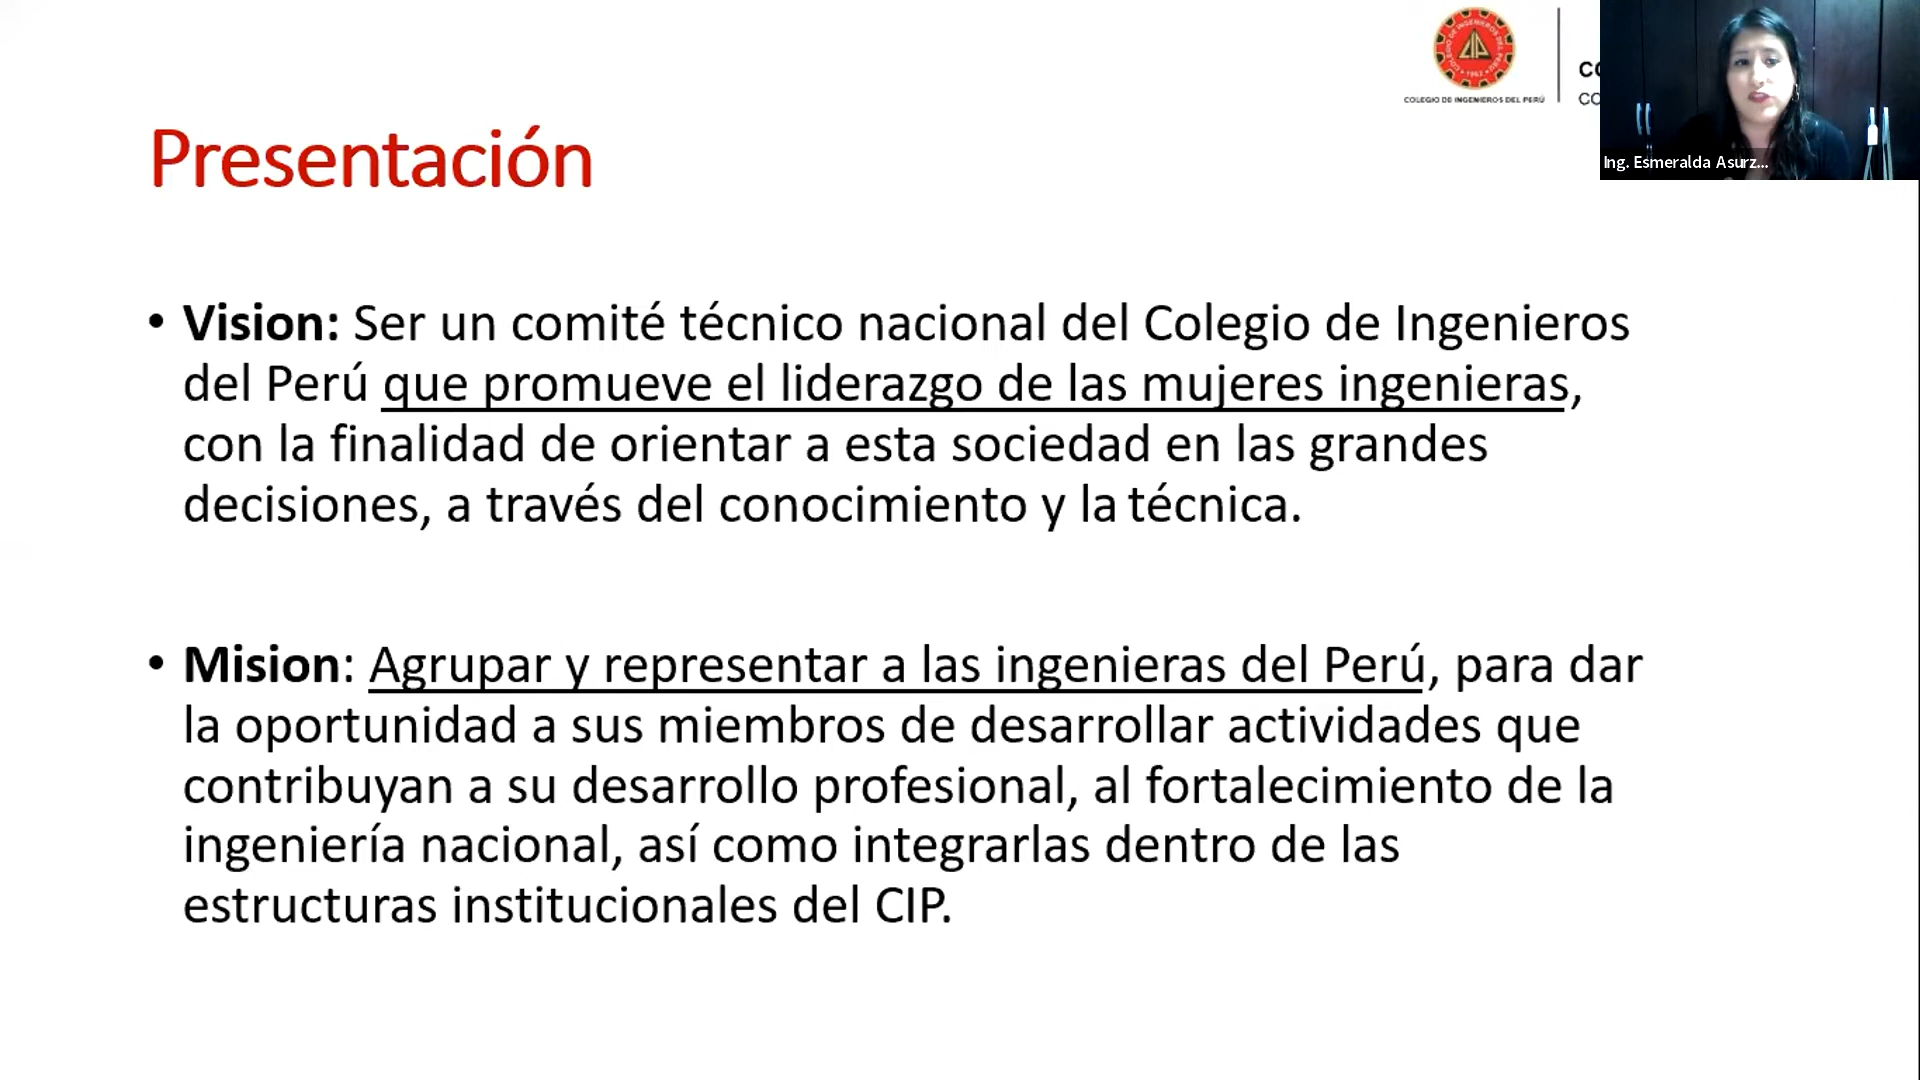 COLEGIO DE INGENIEROS DEL PERÚ
Ing. Esmeralda Asurz...
Presentación
• Vision: Ser un comité técnico nacional del Colegio de Ingenieros
del Perú que promueve el liderazgo de las mujeres ingenieras,
con la finalidad de orientar a esta sociedad en las grandes
decisiones, a través del conocimiento y la técnica.
• Mision: Agrupar y representar a las ingenieras del Perú, para dar
la oportunidad a sus miembros de desarrollar actividades que
contribuyan a su desarrollo profesional, al fortalecimiento de la
ingeniería nacional, así como integrarlas dentro de las
estructuras institucionales del CIP.